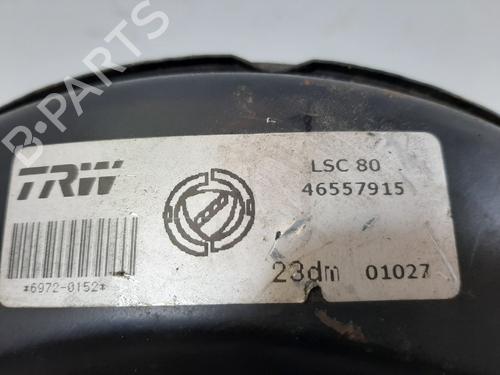 B-PARTS
TRW
LSC 80
46557915
*6972-0152*
23dm 01027